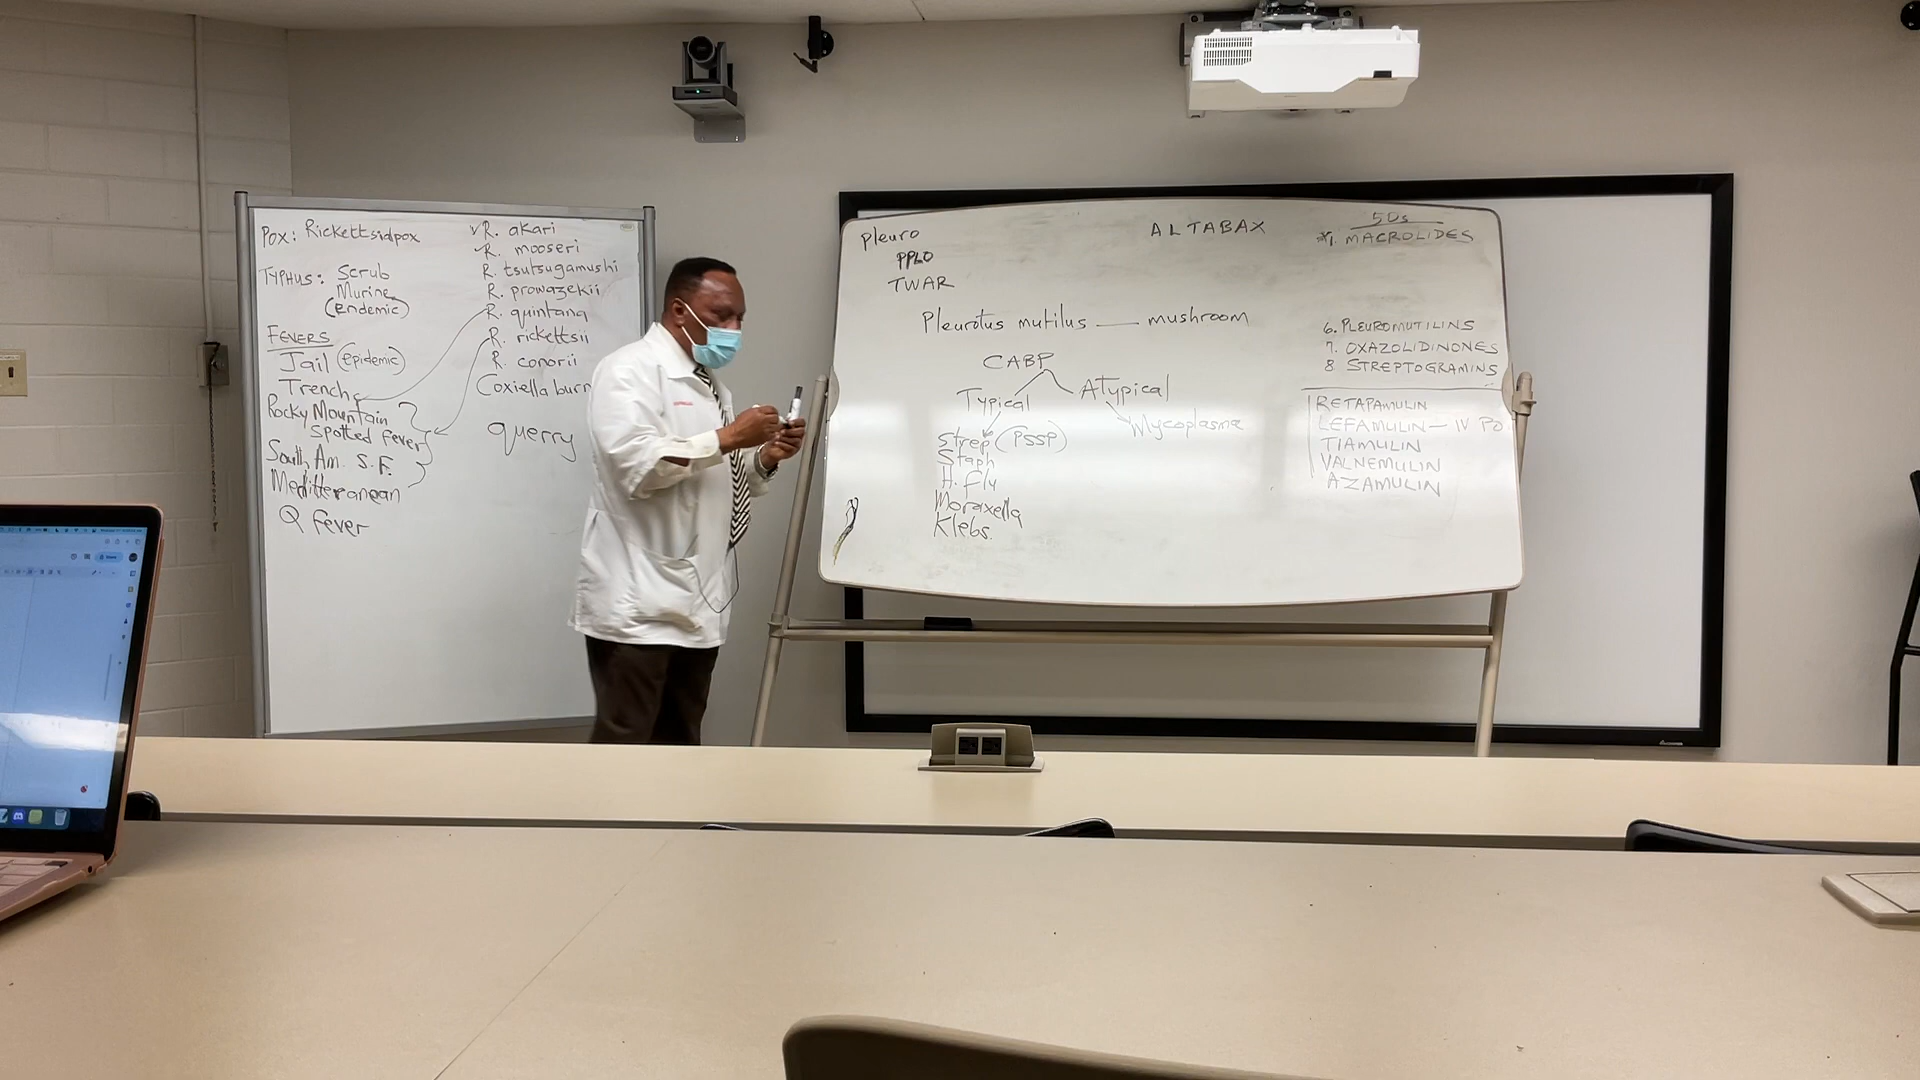 POX: Rickettsidpox
TYPHUS: Scrub
Murine
(Endemic)
FEVERS
Jail (Epidemic)
Trench
Rocky Mountain
Spotted Fever
South Am. S.F.
Mediterranean
Q Fever
R. akari
R. mooseri
R. tsutsugamushi
R. prowazekii
R. quintana
R. rickettsii
R. conorii
Coxiella burn
querry
pleuro
PPLO
TWAR
ALTABAX
50s
*1. MACROLIDES
Pleurotus mutilus — mushroom
CABP
Typical
Atypical
Strep (PSSP)
Staph
H. flu
Moraxella
Klebs.
Mycoplasma
6. PLEUROMUTILINS
7. OXAZOLIDINONES
8 STREPTOGRAMINS
RETAPAMULIN
LEFAMULIN — IV PO
TIAMULIN
VALNEMULIN
AZAMULIN